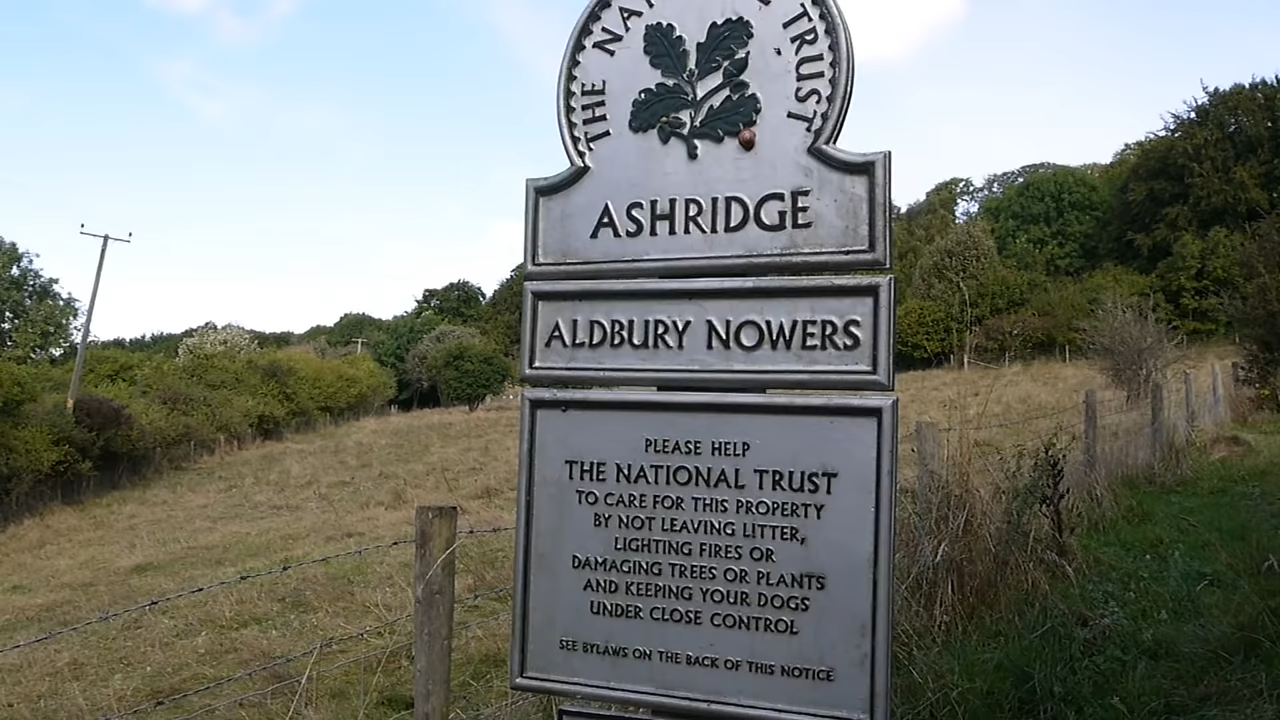 THE NATIONAL TRUST
ASHRIDGE
ALDBURY NOWERS
PLEASE HELP
THE NATIONAL TRUST
TO CARE FOR THIS PROPERTY
BY NOT LEAVING LITTER,
LIGHTING FIRES OR
DAMAGING TREES OR PLANTS
AND KEEPING YOUR DOGS
UNDER CLOSE CONTROL
SEE BYLAWS ON THE BACK OF THIS NOTICE